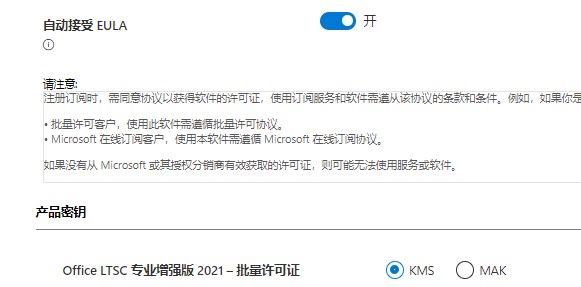 自动接受 EULA
开
请注意:
注册订阅时，需同意协议以获得软件的许可证，使用订阅服务和软件需遵从该协议的条款和条件。例如，如果你是
• 批量许可客户，使用此软件需遵循批量许可协议。
• Microsoft 在线订阅客户，使用本软件需遵循 Microsoft 在线订阅协议。
如果没有从 Microsoft 或其授权分销商有效获取的许可证，则可能无法使用服务或软件。
产品密钥
Office LTSC 专业增强版 2021 – 批量许可证
KMS
MAK